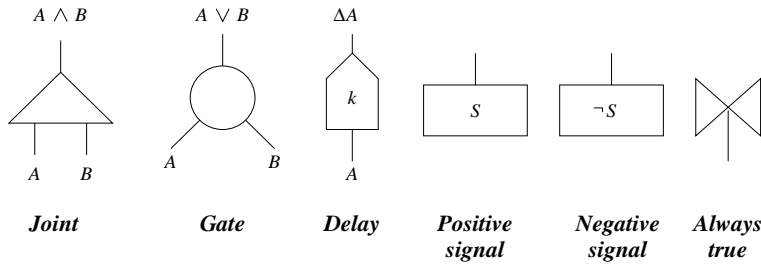 A ∧ B A ∨ B ΔA
k S ¬S
A B A B A
Joint Gate Delay Positive signal Negative signal Always true